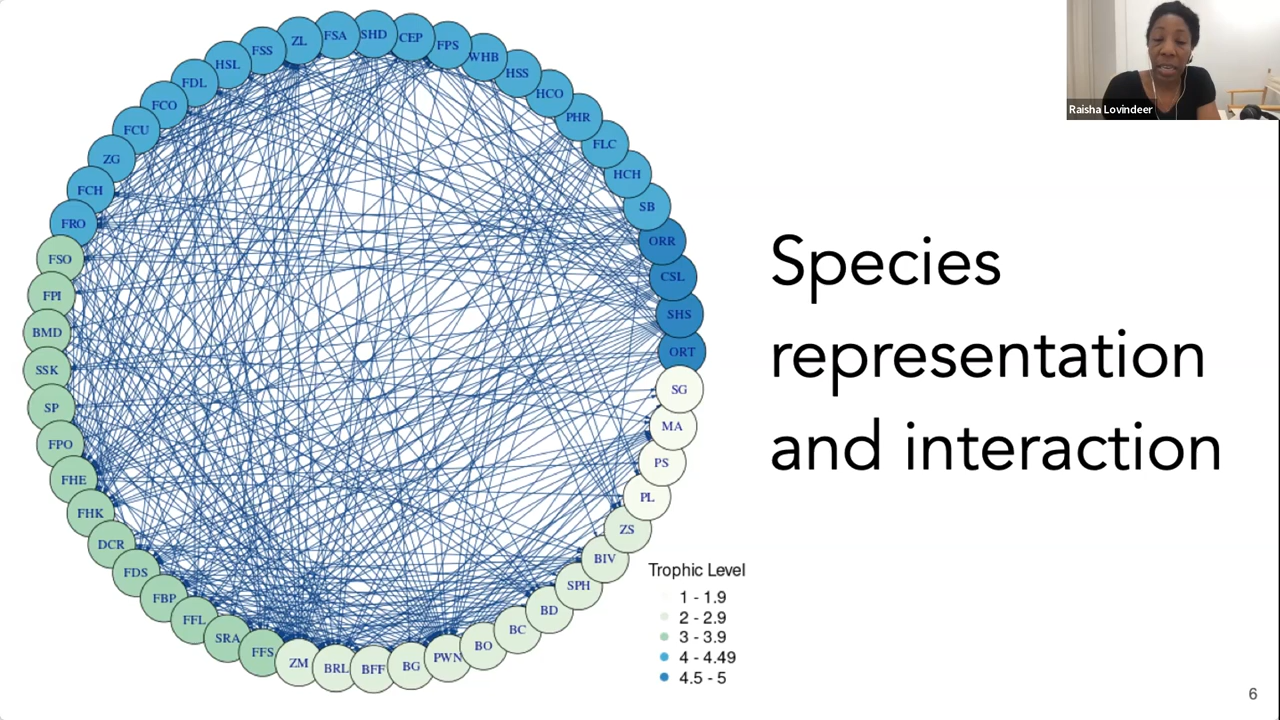 ZL
FSA
SHD
CEP
FPS
WHB
HSS
HCO
PHR
FLC
HCH
SB
ORR
CSL
SHS
ORT
SG
MA
PS
PL
ZS
BIV
SPH
BD
BC
BO
PWN
BG
BFF
BRL
ZM
FFS
SRA
FFL
FBP
FDS
DCR
FHK
FHE
FPO
SP
SSK
BMD
FPI
FSO
FRO
FCH
ZG
FCU
FCO
FDL
HSL
FSS
Trophic Level
1 - 1.9
2 - 2.9
3 - 3.9
4 - 4.49
4.5 - 5
Species
representation
and interaction
Raisha Lovindeer
6